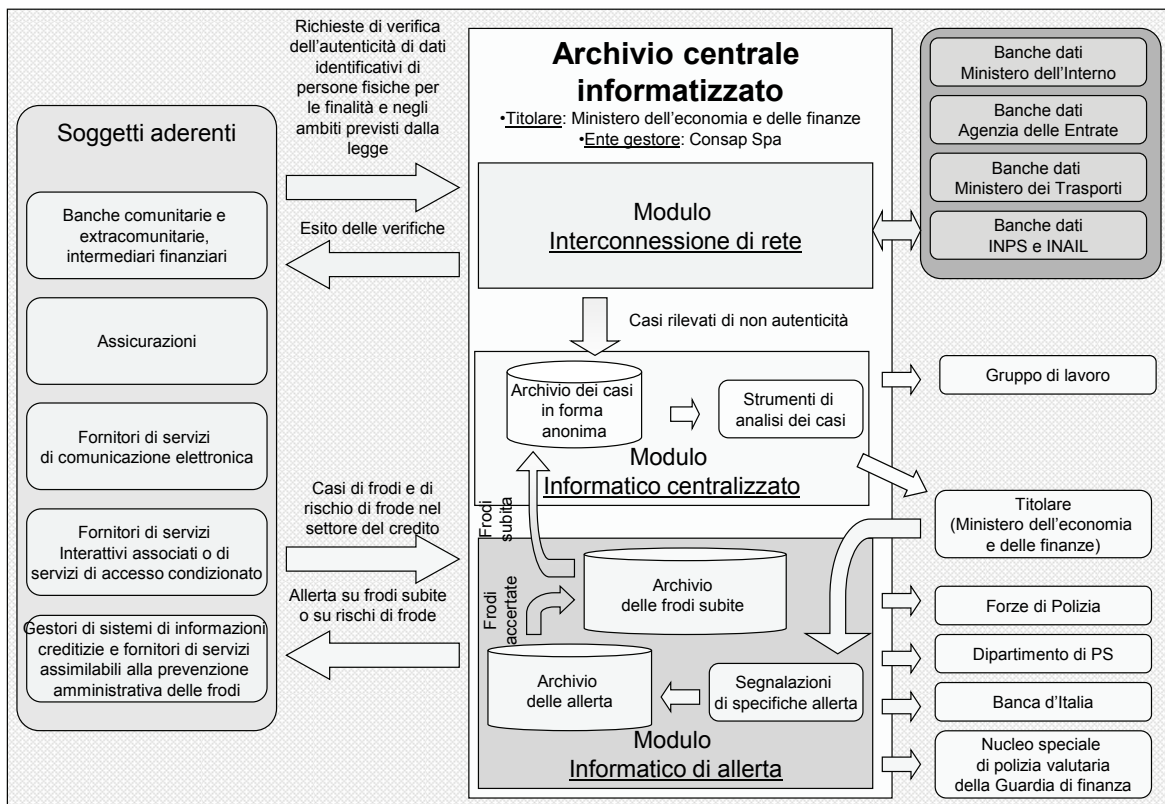 Soggetti aderenti
Banche comunitarie e
extracomunitarie,
intermediari finanziari
Assicurazioni
Fornitori di servizi
di comunicazione elettronica
Fornitori di servizi
Interattivi associati o di
servizi di accesso condizionato
Gestori di sistemi di informazioni
creditizie e fornitori di servizi
assimilabili alla prevenzione
amministrativa delle frodi
Richieste di verifica
dell'autenticità di dati
identificativi di
persone fisiche per
le finalità e negli
ambiti previsti dalla
legge
Esito delle verifiche
Casi di frodi e di
rischio di frode nel
settore del credito
Allerta su frodi subite
o su rischi di frode
Archivio centrale
informatizzato
•Titolare: Ministero dell'economia e delle finanze
•Ente gestore: Consap Spa
Modulo
Interconnessione di rete
Casi rilevati di non autenticità
Archivio dei casi
in forma
anonima
Strumenti di
analisi dei casi
Modulo
Informatico centralizzato
Frodi
subita
Archivio
delle frodi subite
Frodi
accertate
Archivio
delle allerta
Segnalazioni
di specifiche allerta
Modulo
Informatico di allerta
Banche dati
Ministero dell'Interno
Banche dati
Agenzia delle Entrate
Banche dati
Ministero dei Trasporti
Banche dati
INPS e INAIL
Gruppo di lavoro
Titolare
(Ministero dell'economia
e delle finanze)
Forze di Polizia
Dipartimento di PS
Banca d'Italia
Nucleo speciale
di polizia valutaria
della Guardia di finanza